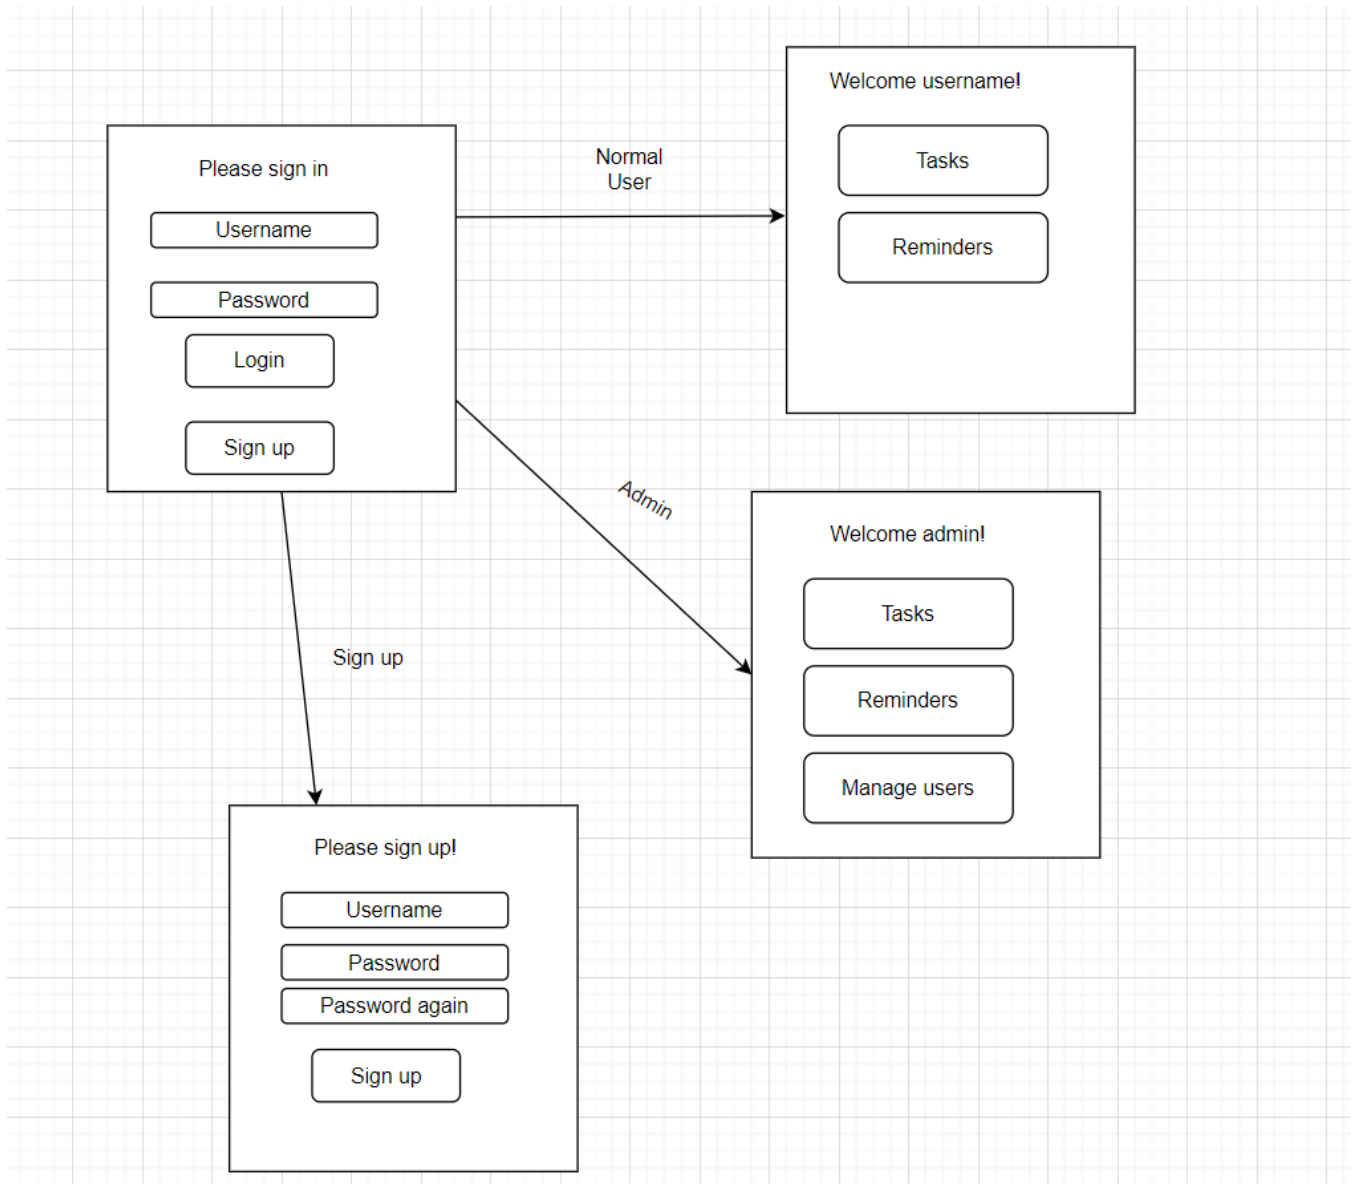 Please sign in
Username
Password
Login
Sign up
Normal
User
Welcome username!
Tasks
Reminders
Admin
Welcome admin!
Tasks
Reminders
Manage users
Sign up
Please sign up!
Username
Password
Password again
Sign up